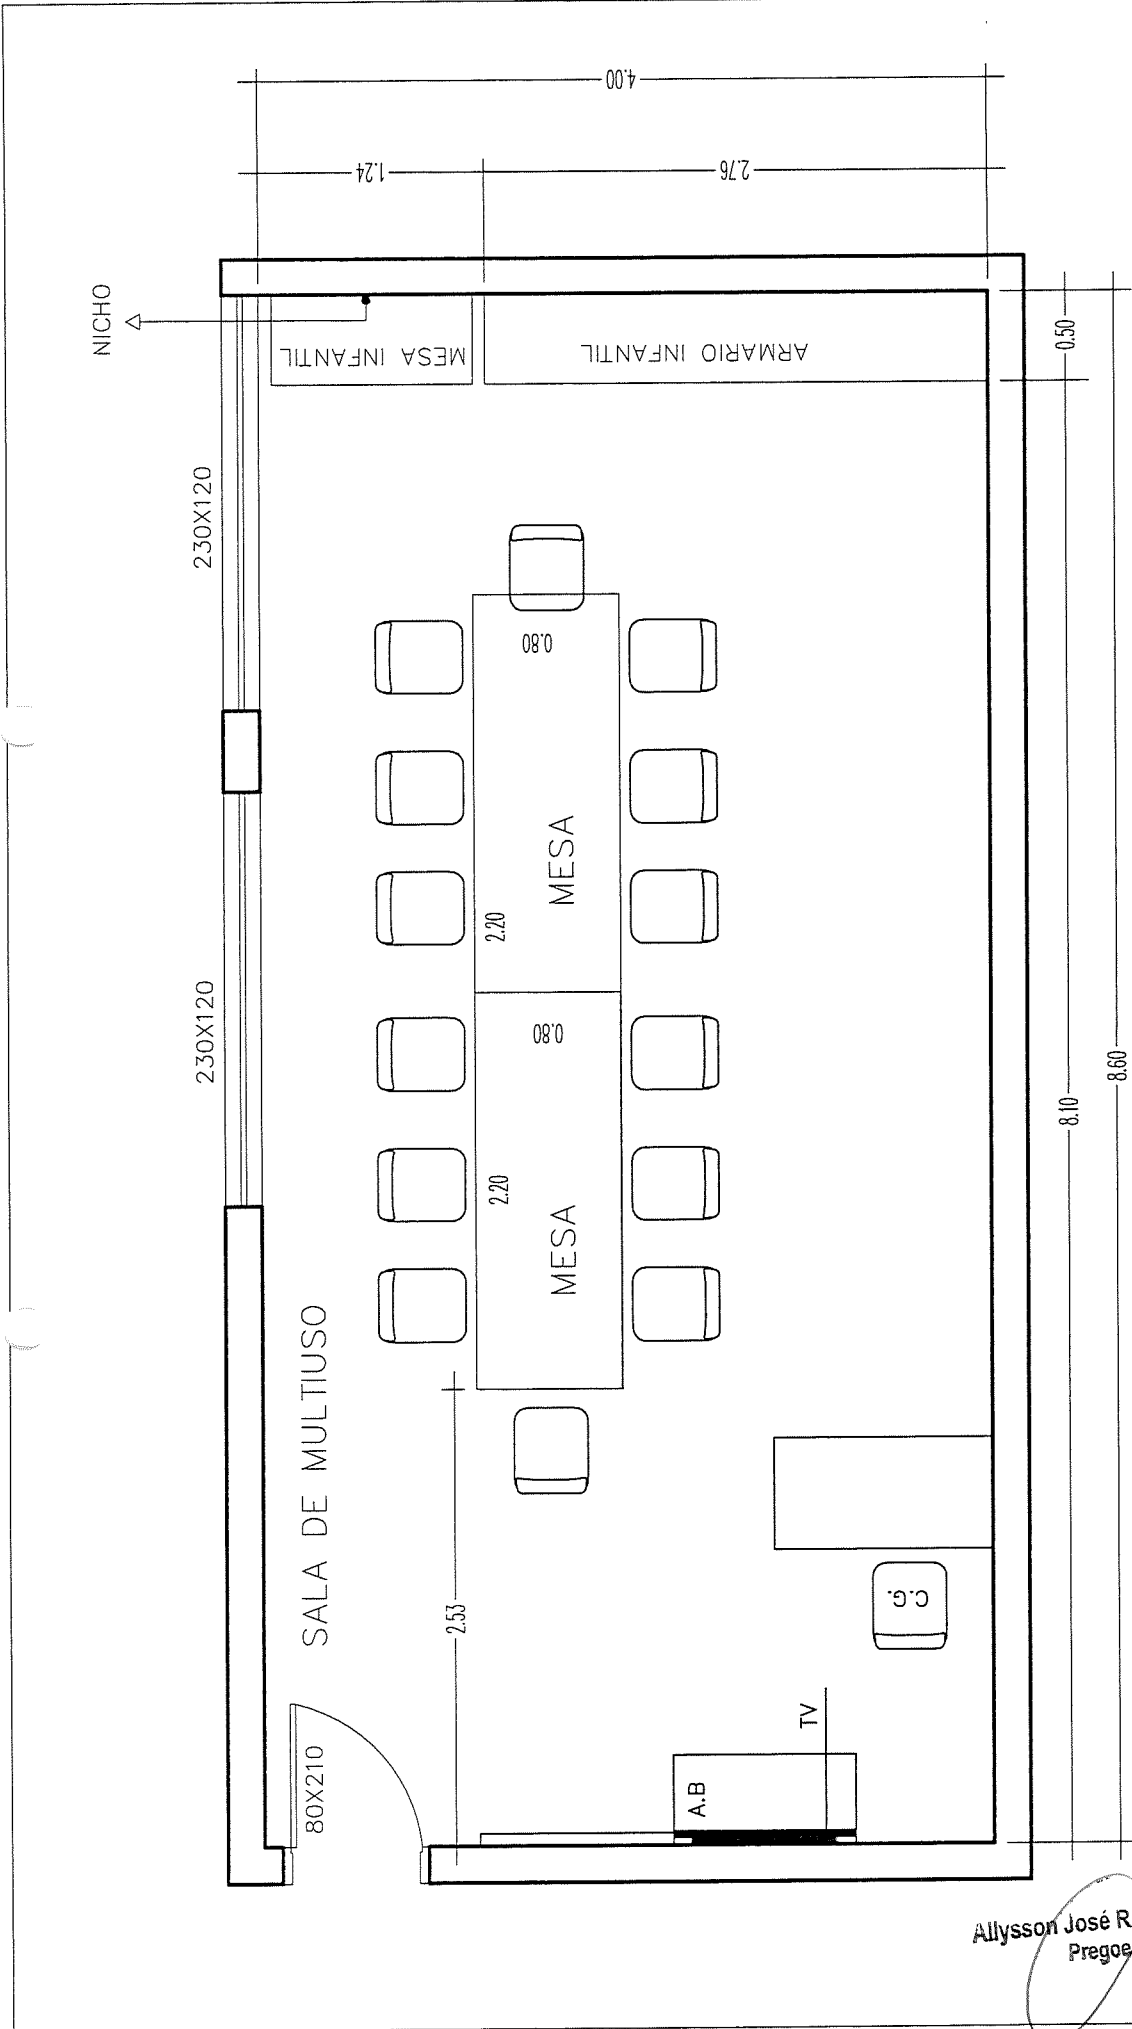 4.00
1.24
2.76
NICHO
MESA INFANTIL
ARMARIO INFANTIL
0.50
230X120
0.80
MESA
2.20
230X120
0.80
8.10
8.60
2.20
MESA
SALA DE MULTIUSO
2.53
C.G.
TV
A.B
80X210
Allysson José R
Pregoe